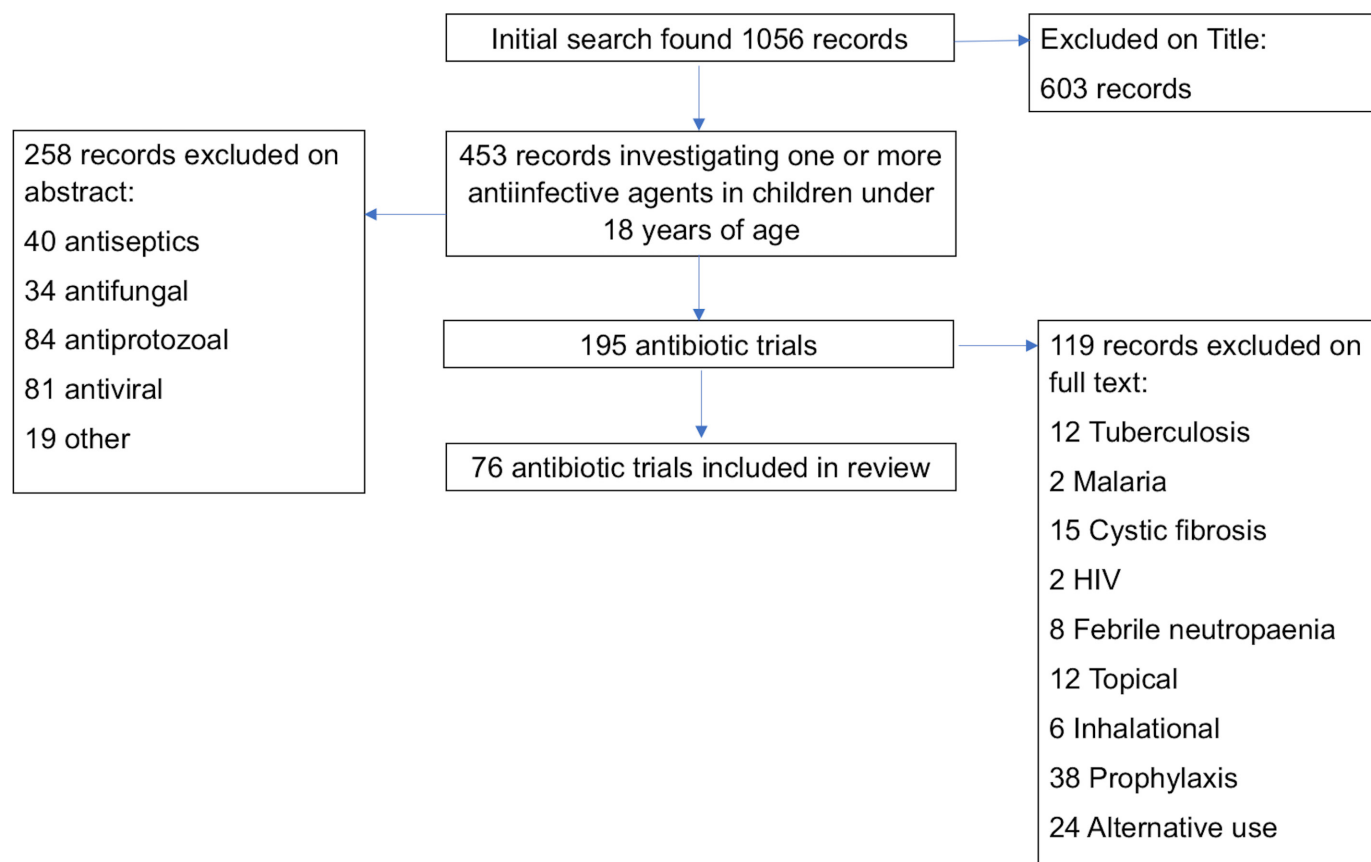 Initial search found 1056 records
Excluded on Title:
603 records
258 records excluded on
abstract:
40 antiseptics
34 antifungal
84 antiprotozoal
81 antiviral
19 other
453 records investigating one or more
antiinfective agents in children under
18 years of age
195 antibiotic trials
119 records excluded on
full text:
12 Tuberculosis
2 Malaria
15 Cystic fibrosis
2 HIV
8 Febrile neutropaenia
12 Topical
6 Inhalational
38 Prophylaxis
24 Alternative use
76 antibiotic trials included in review